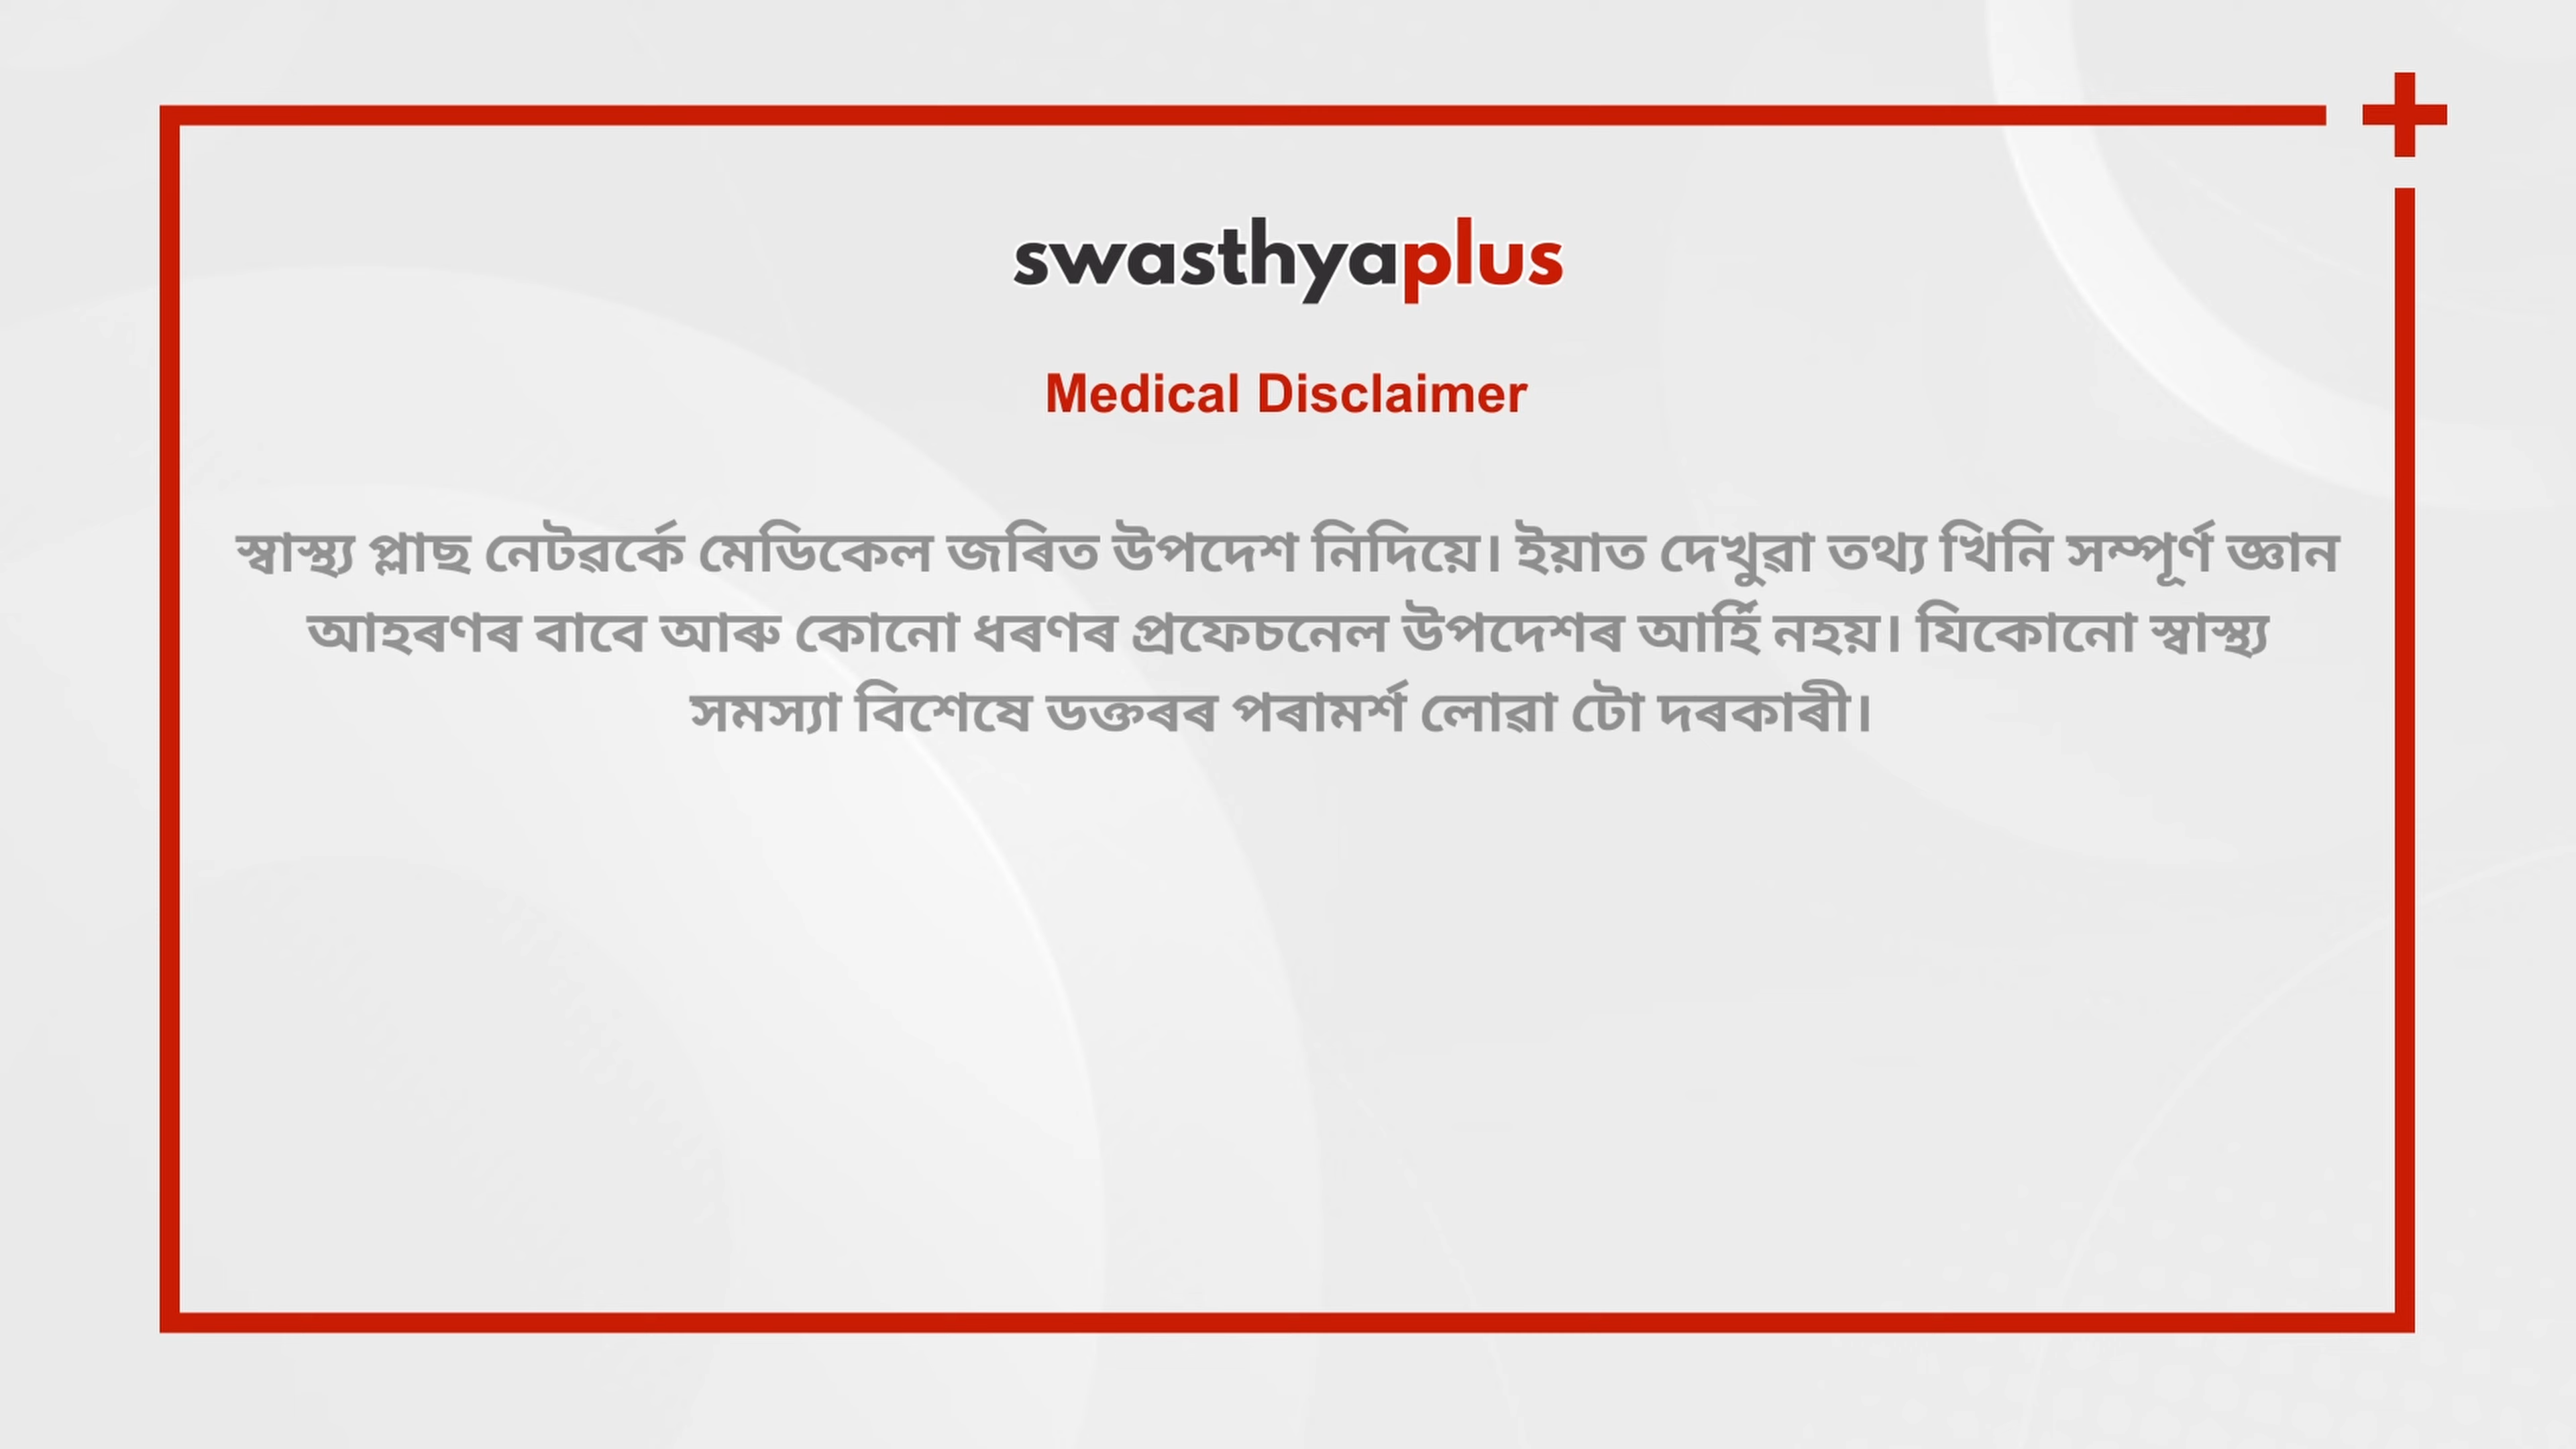 swasthyaplus
Medical Disclaimer
স্বাস্থ্য প্লাছ নেটৱৰ্কে মেডিকেল জৰিত উপদেশ নিদিয়ে। ইয়াত দেখুৱা তথ্য খিনি সম্পূৰ্ণ জ্ঞান
আহৰণৰ বাবে আৰু কোনো ধৰণৰ প্ৰফেচনেল উপদেশৰ আৰ্হি নহয়। যিকোনো স্বাস্থ্য
সমস্যা বিশেষে ডক্তৰৰ পৰামৰ্শ লোৱা টো দৰকাৰী।